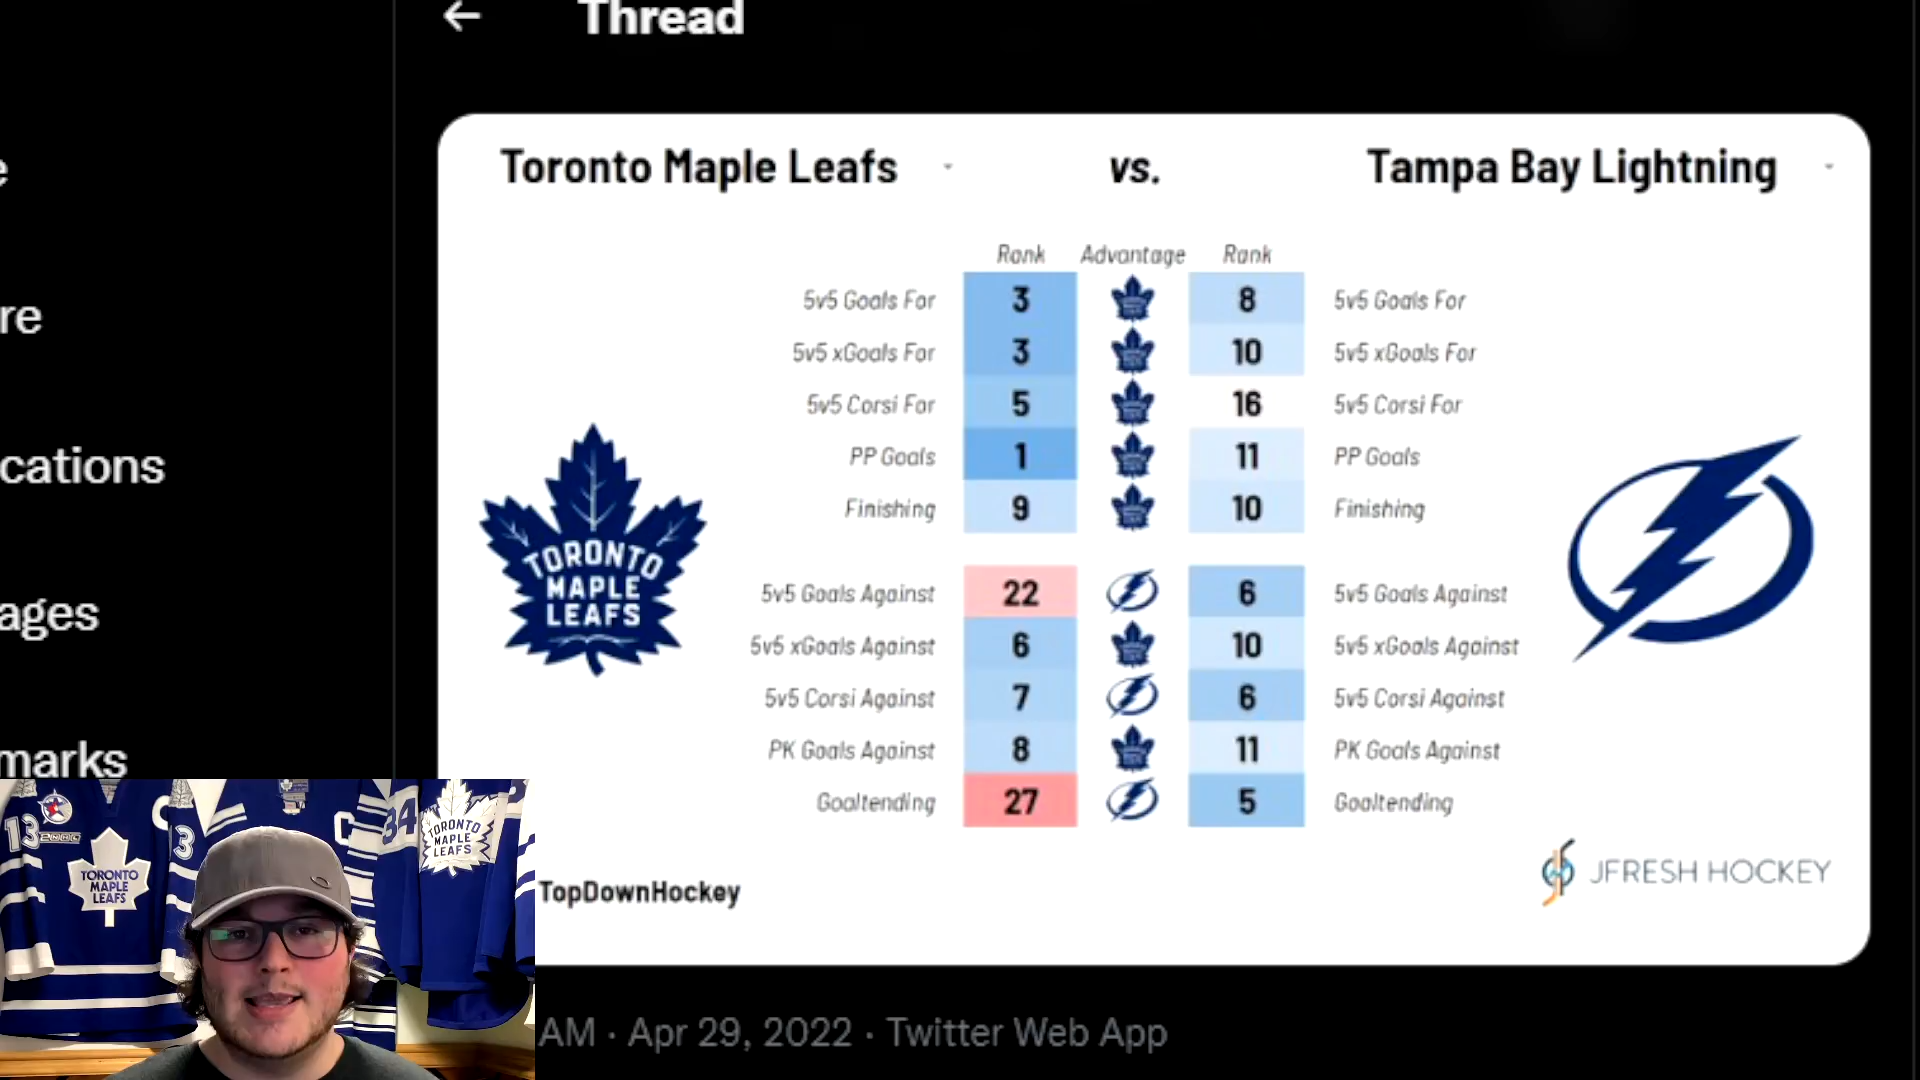 Thread
Toronto Maple Leafs vs. Tampa Bay Lightning
Rank Advantage Rank
5v5 Goals For 3 8 5v5 Goals For
5v5 xGoals For 3 10 5v5 xGoals For
5v5 Corsi For 5 16 5v5 Corsi For
PP Goals 1 11 PP Goals
Finishing 9 10 Finishing
5v5 Goals Against 22 6 5v5 Goals Against
5v5 xGoals Against 6 10 5v5 xGoals Against
5v5 Corsi Against 7 6 5v5 Corsi Against
PK Goals Against 8 11 PK Goals Against
Goaltending 27 5 Goaltending
TORONTO
MAPLE
LEAFS
JFRESH HOCKEY
TopDownHockey
AM · Apr 29, 2022 · Twitter Web App
e
re
cations
ages
marks
13
C
TORONTO
MAPLE
LEAFS
3
C
34
TORONTO
MAPLE
LEAFS